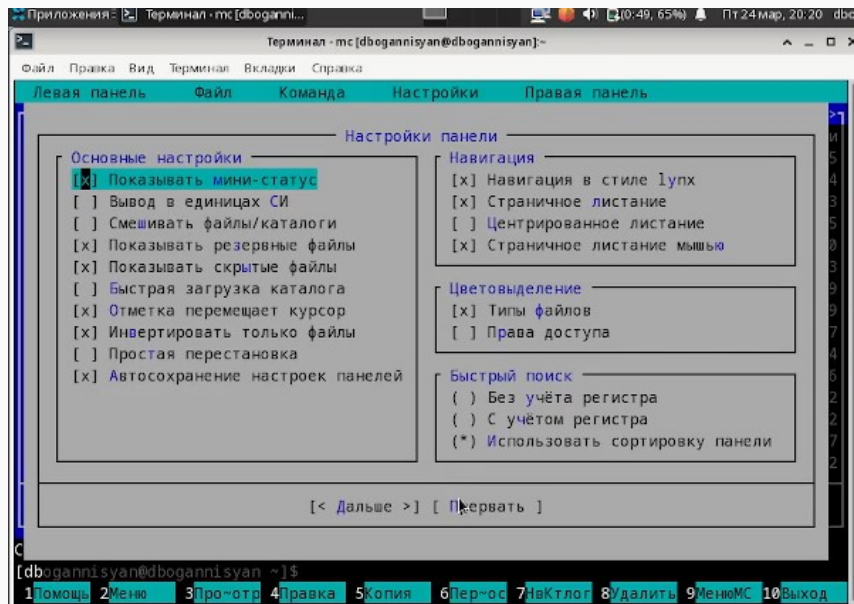 Приложения Терминал - mc [dboganni... (0:49, 65%) Пт 24 мар, 20:20 dbo
Терминал - mc [dbogannisyan@dbogannisyan]:~
Файл Правка Вид Терминал Вкладки Справка
Левая панель Файл Команда Настройки Правая панель
Настройки панели
Основные настройки
[x] Показывать мини-статус
[ ] Вывод в единицах СИ
[ ] Смешивать файлы/каталоги
[x] Показывать резервные файлы
[x] Показывать скрытые файлы
[ ] Быстрая загрузка каталога
[x] Отметка перемещает курсор
[x] Инвертировать только файлы
[ ] Простая перестановка
[x] Автосохранение настроек панелей
Навигация
[x] Навигация в стиле lynx
[x] Страничное листание
[ ] Центрированное листание
[x] Страничное листание мышью
Цветовыделение
[x] Типы файлов
[ ] Права доступа
Быстрый поиск
( ) Без учёта регистра
( ) С учётом регистра
(*) Использовать сортировку панели
[< Дальше >] [ Прервать ]
[dbogannisyan@dbogannisyan ~]$
1Помощь 2Меню 3Про~отр 4Правка 5Копия 6Пер~ос 7НвКтлог 8Удалить 9МенюМС 10Выход